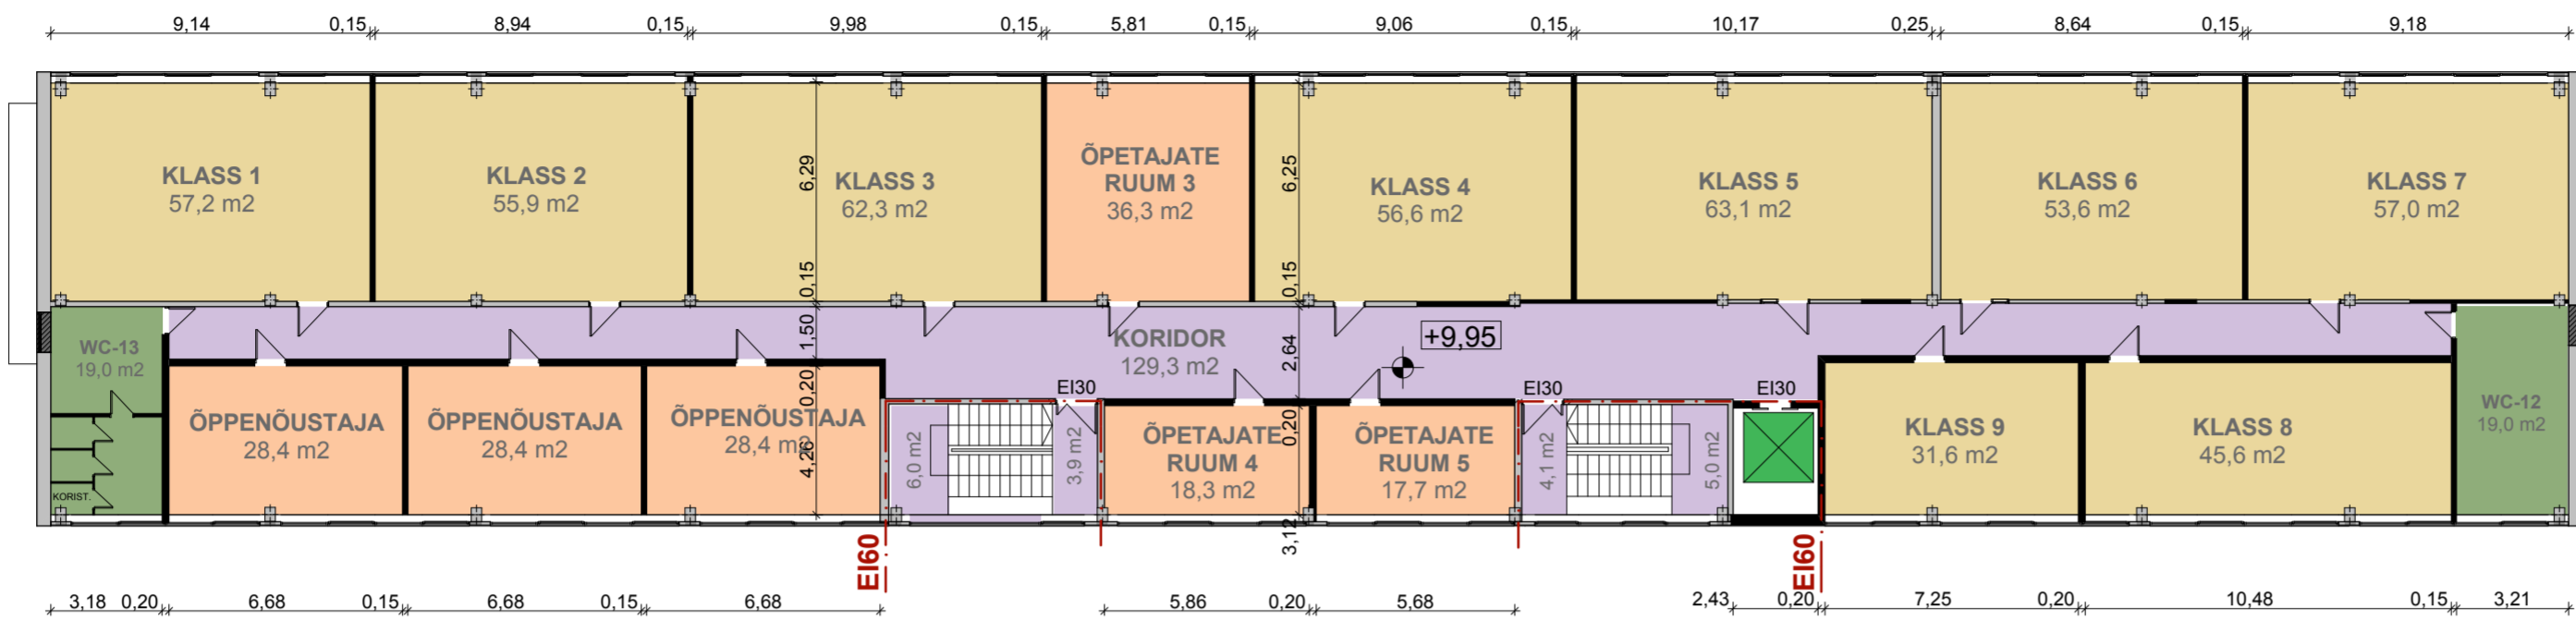 9,14 0,15 8,94 0,15 9,98 0,15 5,81 0,15 9,06 0,15 10,17 0,25 8,64 0,15 9,18
KLASS 1
57,2 m2
KLASS 2
55,9 m2
6,29
0,15
KLASS 3
62,3 m2
ÕPETAJATE
RUUM 3
36,3 m2
6,25
0,15
KLASS 4
56,6 m2
KLASS 5
63,1 m2
KLASS 6
53,6 m2
KLASS 7
57,0 m2
WC-13
19,0 m2
KORIST.
1,50
KORIDOR
129,3 m2
2,64
+9,95
EI30
EI30
EI30
ÕPPENÕUSTAJA
28,4 m2
ÕPPENÕUSTAJA
28,4 m2
0,20
ÕPPENÕUSTAJA
28,4 m2
4,26
6,0 m2
3,9 m2
ÕPETAJATE
RUUM 4
18,3 m2
0,20
3,12
ÕPETAJATE
RUUM 5
17,7 m2
4,1 m2
5,0 m2
KLASS 9
31,6 m2
KLASS 8
45,6 m2
WC-12
19,0 m2
EI60
EI60
3,18 0,20 6,68 0,15 6,68 0,15 6,68 5,86 0,20 5,68 2,43 0,20 7,25 0,20 10,48 0,15 3,21